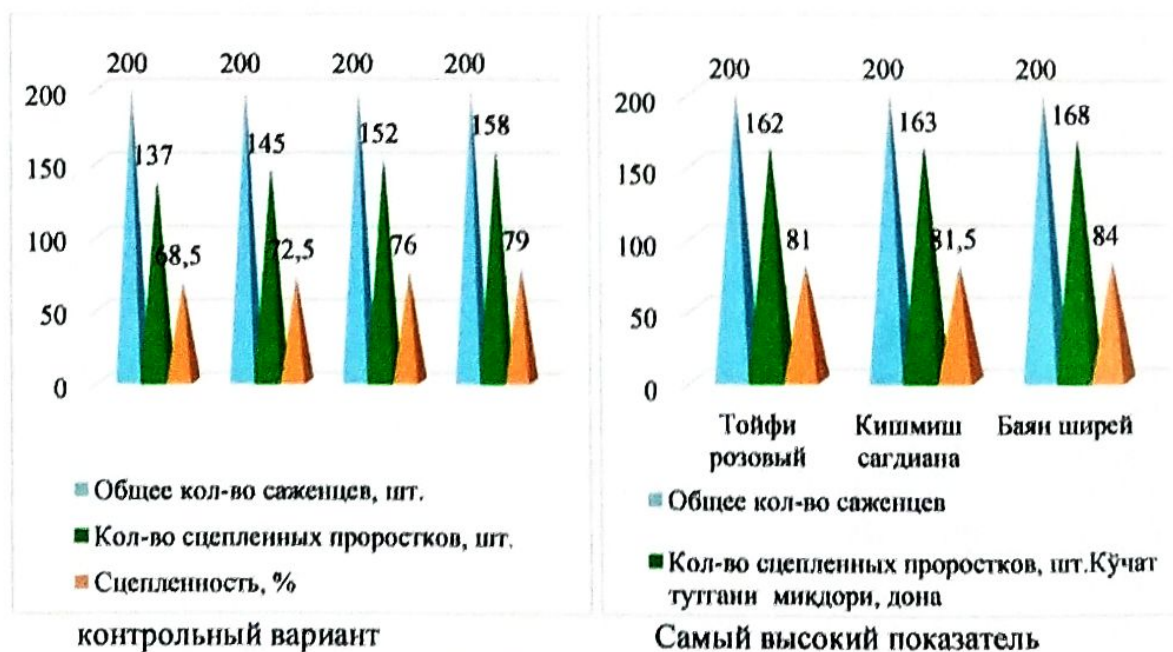 200 200 200 200
200
137 145 152 158
150
100
68,5 72,5 76 79
50
0
Общее кол-во саженцев, шт.
Кол-во сцепленных проростков, шт.
Сцепленность, %
контрольный вариант
200 200 200
200
162 163 168
150
100
81 81,5 84
50
0
Тойфи розовый
Кишмиш сагдиана
Баян ширей
Общее кол-во саженцев
Кол-во сцепленных проростков, шт.Кўчат
тутгани миқдори, дона
Самый высокий показатель